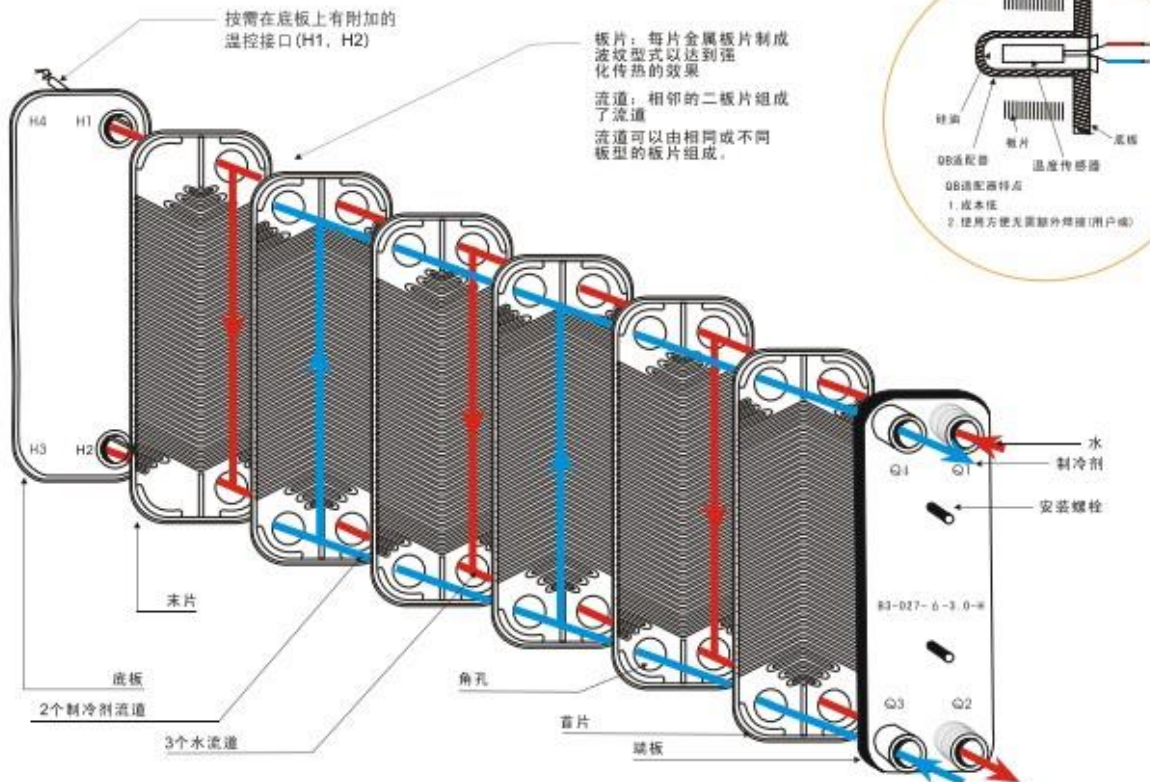 按需在底板上有附加的
温控接口(H1, H2)
板片：每片金属板片制成
波纹型式以达到强
化传热的效果
流道：相邻的二板片组成
了流道
流道可以由相同或不同
板型的板片组成。
硅油
板片
底板
QB适配器
温度传感器
QB适配器特点
1.成本低
2.使用方便无需额外焊接(用户端)
H4 H1
H3 H2
水
制冷剂
Q4 Q1
安装螺栓
B3-027-6-3.0-H
Q3 Q2
末片
底板
2个制冷剂流道
3个水流道
角孔
首片
端板